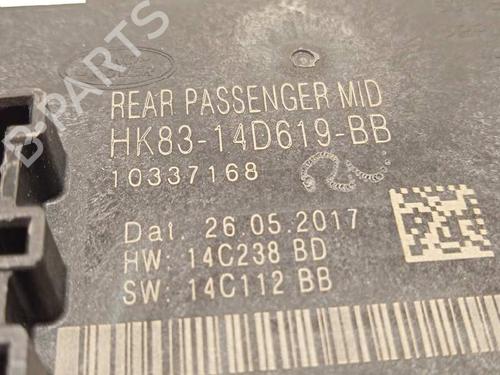 REAR PASSENGER MID
HK83-14D619-BB
10337168
Dat. 26.05.2017
HW: 14C238 BD
SW: 14C112 BB